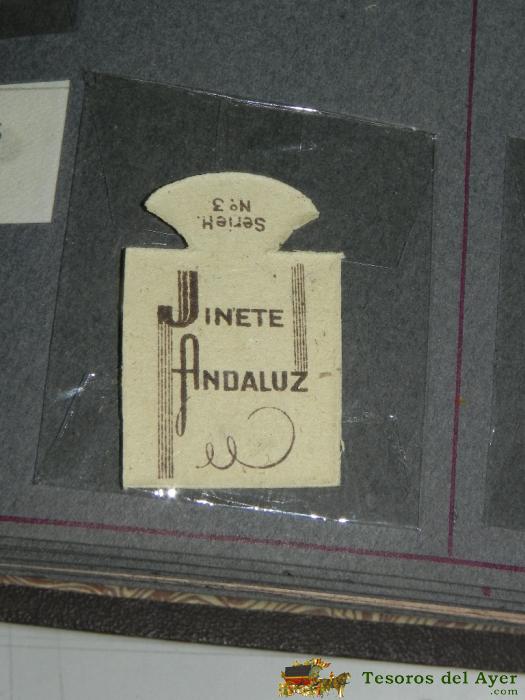 Serie H.
Nº 3
JINETE
ANDALUZ
Tesoros del Ayer
.com